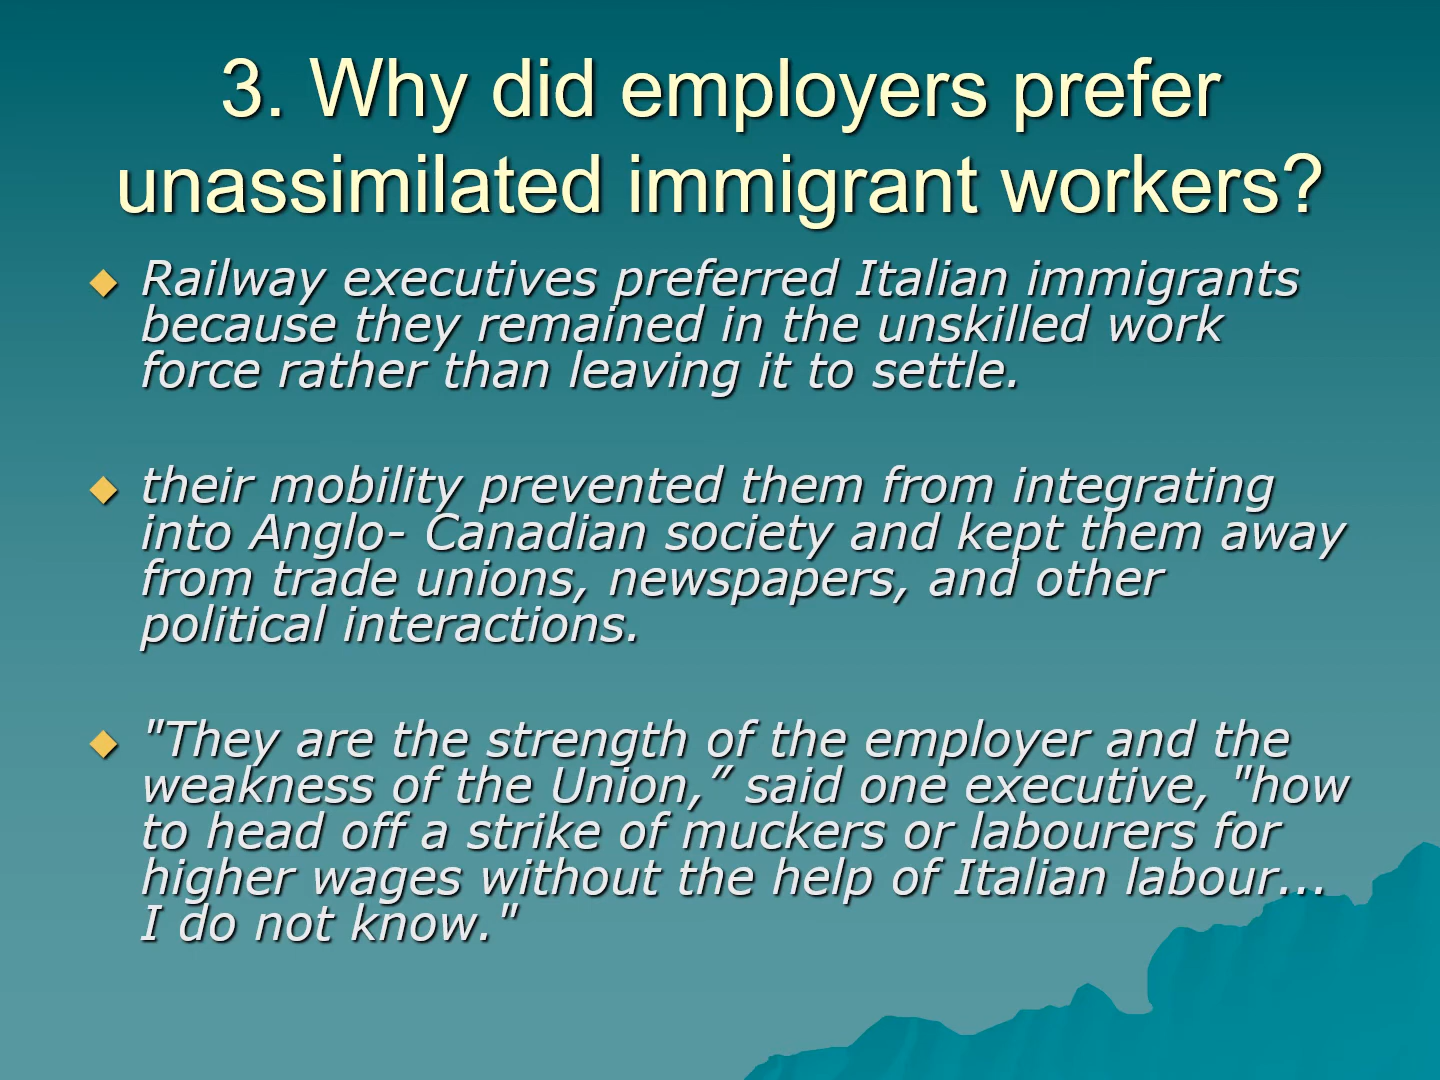 3. Why did employers prefer
unassimilated immigrant workers?
Railway executives preferred Italian immigrants
because they remained in the unskilled work
force rather than leaving it to settle.
their mobility prevented them from integrating
into Anglo- Canadian society and kept them away
from trade unions, newspapers, and other
political interactions.
"They are the strength of the employer and the
weakness of the Union,” said one executive, "how
to head off a strike of muckers or labourers for
higher wages without the help of Italian labour...
I do not know."